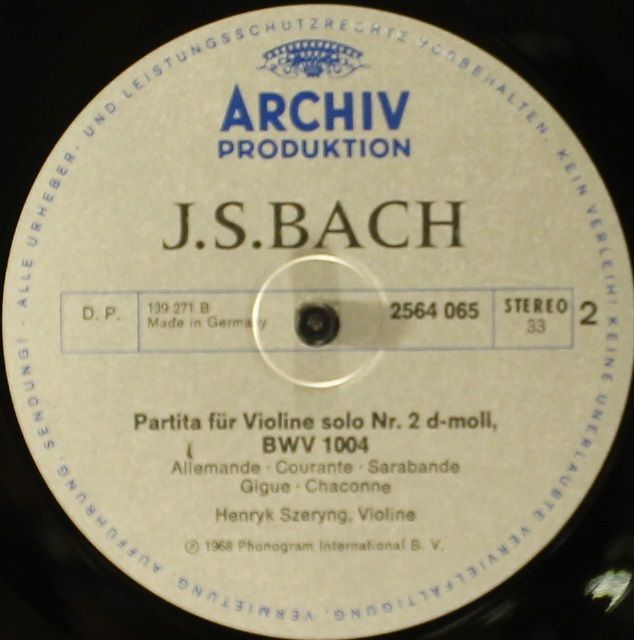 ALLE URHEBER- UND LEISTUNGSSCHUTZRECHTE VORBEHALTEN. KEIN VERLEIH! KEINE UNERLAUBTE VERVIELFÄLTIGUNG, VERMIETUNG, AUFFÜHRUNG, SENDUNG!
ARCHIV
PRODUKTION
J.S.BACH
D. P.
139 271 B
Made in Germany
2564 065
STEREO
33
2
Partita für Violine solo Nr. 2 d-moll,
BWV 1004
Allemande · Courante · Sarabande
Gigue · Chaconne
Henryk Szeryng, Violine
℗ 1968 Phonogram International B. V.